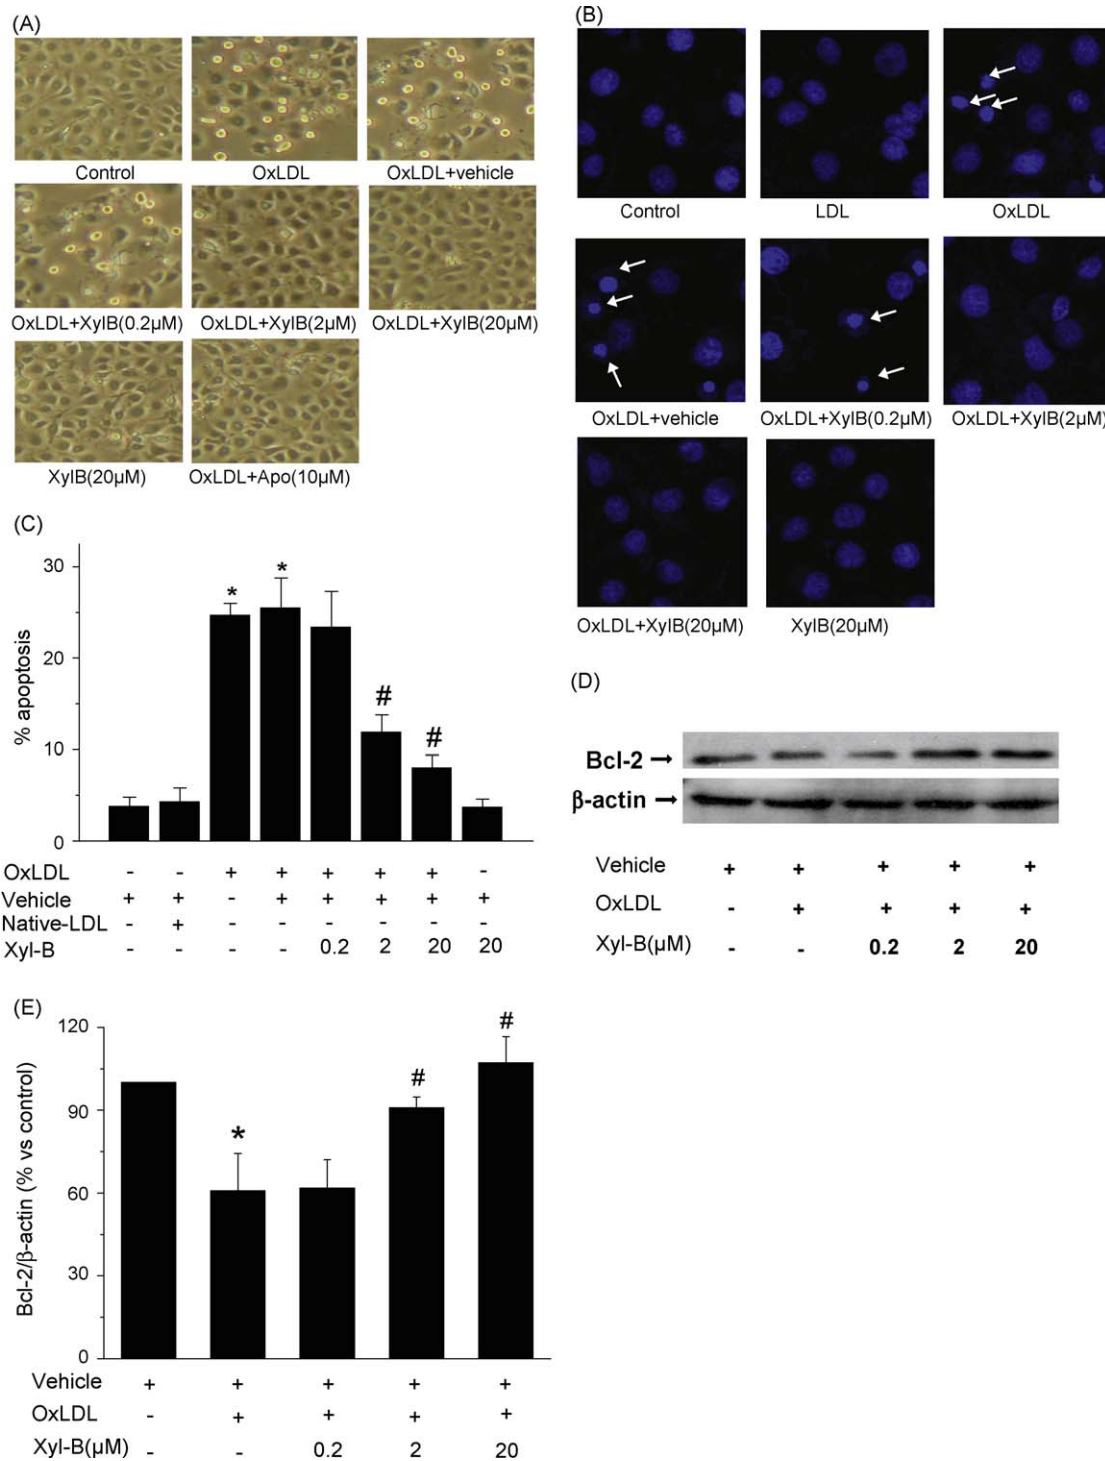 (A)
Control OxLDL OxLDL+vehicle
OxLDL+XylB(0.2μM) OxLDL+XylB(2μM) OxLDL+XylB(20μM)
XylB(20μM) OxLDL+Apo(10μM)
(B)
Control LDL OxLDL
OxLDL+vehicle OxLDL+XylB(0.2μM) OxLDL+XylB(2μM)
OxLDL+XylB(20μM) XylB(20μM)
(C)
% apoptosis
30
20
10
0
* * # #
OxLDL - - + + + + + -
Vehicle + + - + + + + +
Native-LDL - + - - - - - -
Xyl-B - - - - 0.2 2 20 20
(D)
Bcl-2
β-actin
Vehicle + + + + +
OxLDL - + + + +
Xyl-B(μM) - - 0.2 2 20
(E)
Bcl-2/β-actin (% vs control)
120
90
60
30
0
* # #
Vehicle + + + + +
OxLDL - + + + +
Xyl-B(μM) - - 0.2 2 20